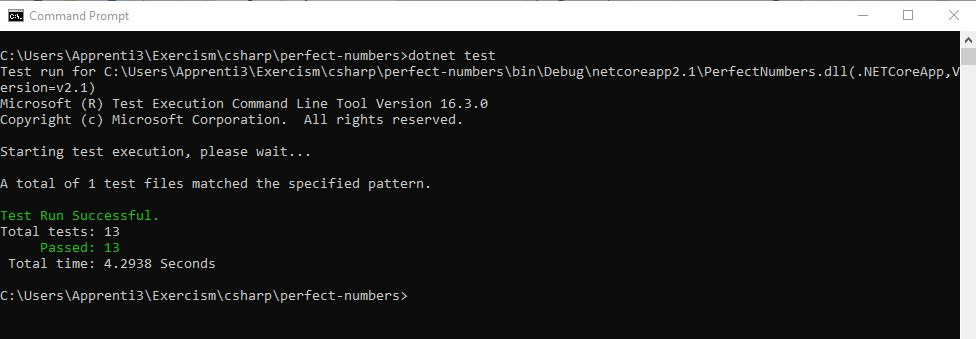 Command Prompt
C:\Users\Apprenti3\Exercism\csharp\perfect-numbers>dotnet test
Test run for C:\Users\Apprenti3\Exercism\csharp\perfect-numbers\bin\Debug\netcoreapp2.1\PerfectNumbers.dll(.NETCoreApp,V
ersion=v2.1)
Microsoft (R) Test Execution Command Line Tool Version 16.3.0
Copyright (c) Microsoft Corporation.  All rights reserved.
Starting test execution, please wait...
A total of 1 test files matched the specified pattern.
Test Run Successful.
Total tests: 13
     Passed: 13
 Total time: 4.2938 Seconds
C:\Users\Apprenti3\Exercism\csharp\perfect-numbers>